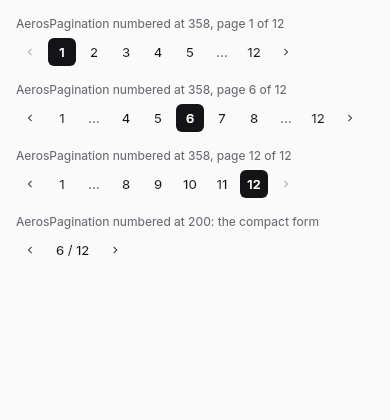 AerosPagination numbered at 358, page 1 of 12
‹ 1 2 3 4 5 … 12 ›
AerosPagination numbered at 358, page 6 of 12
‹ 1 … 4 5 6 7 8 … 12 ›
AerosPagination numbered at 358, page 12 of 12
‹ 1 … 8 9 10 11 12 ›
AerosPagination numbered at 200: the compact form
‹ 6 / 12 ›